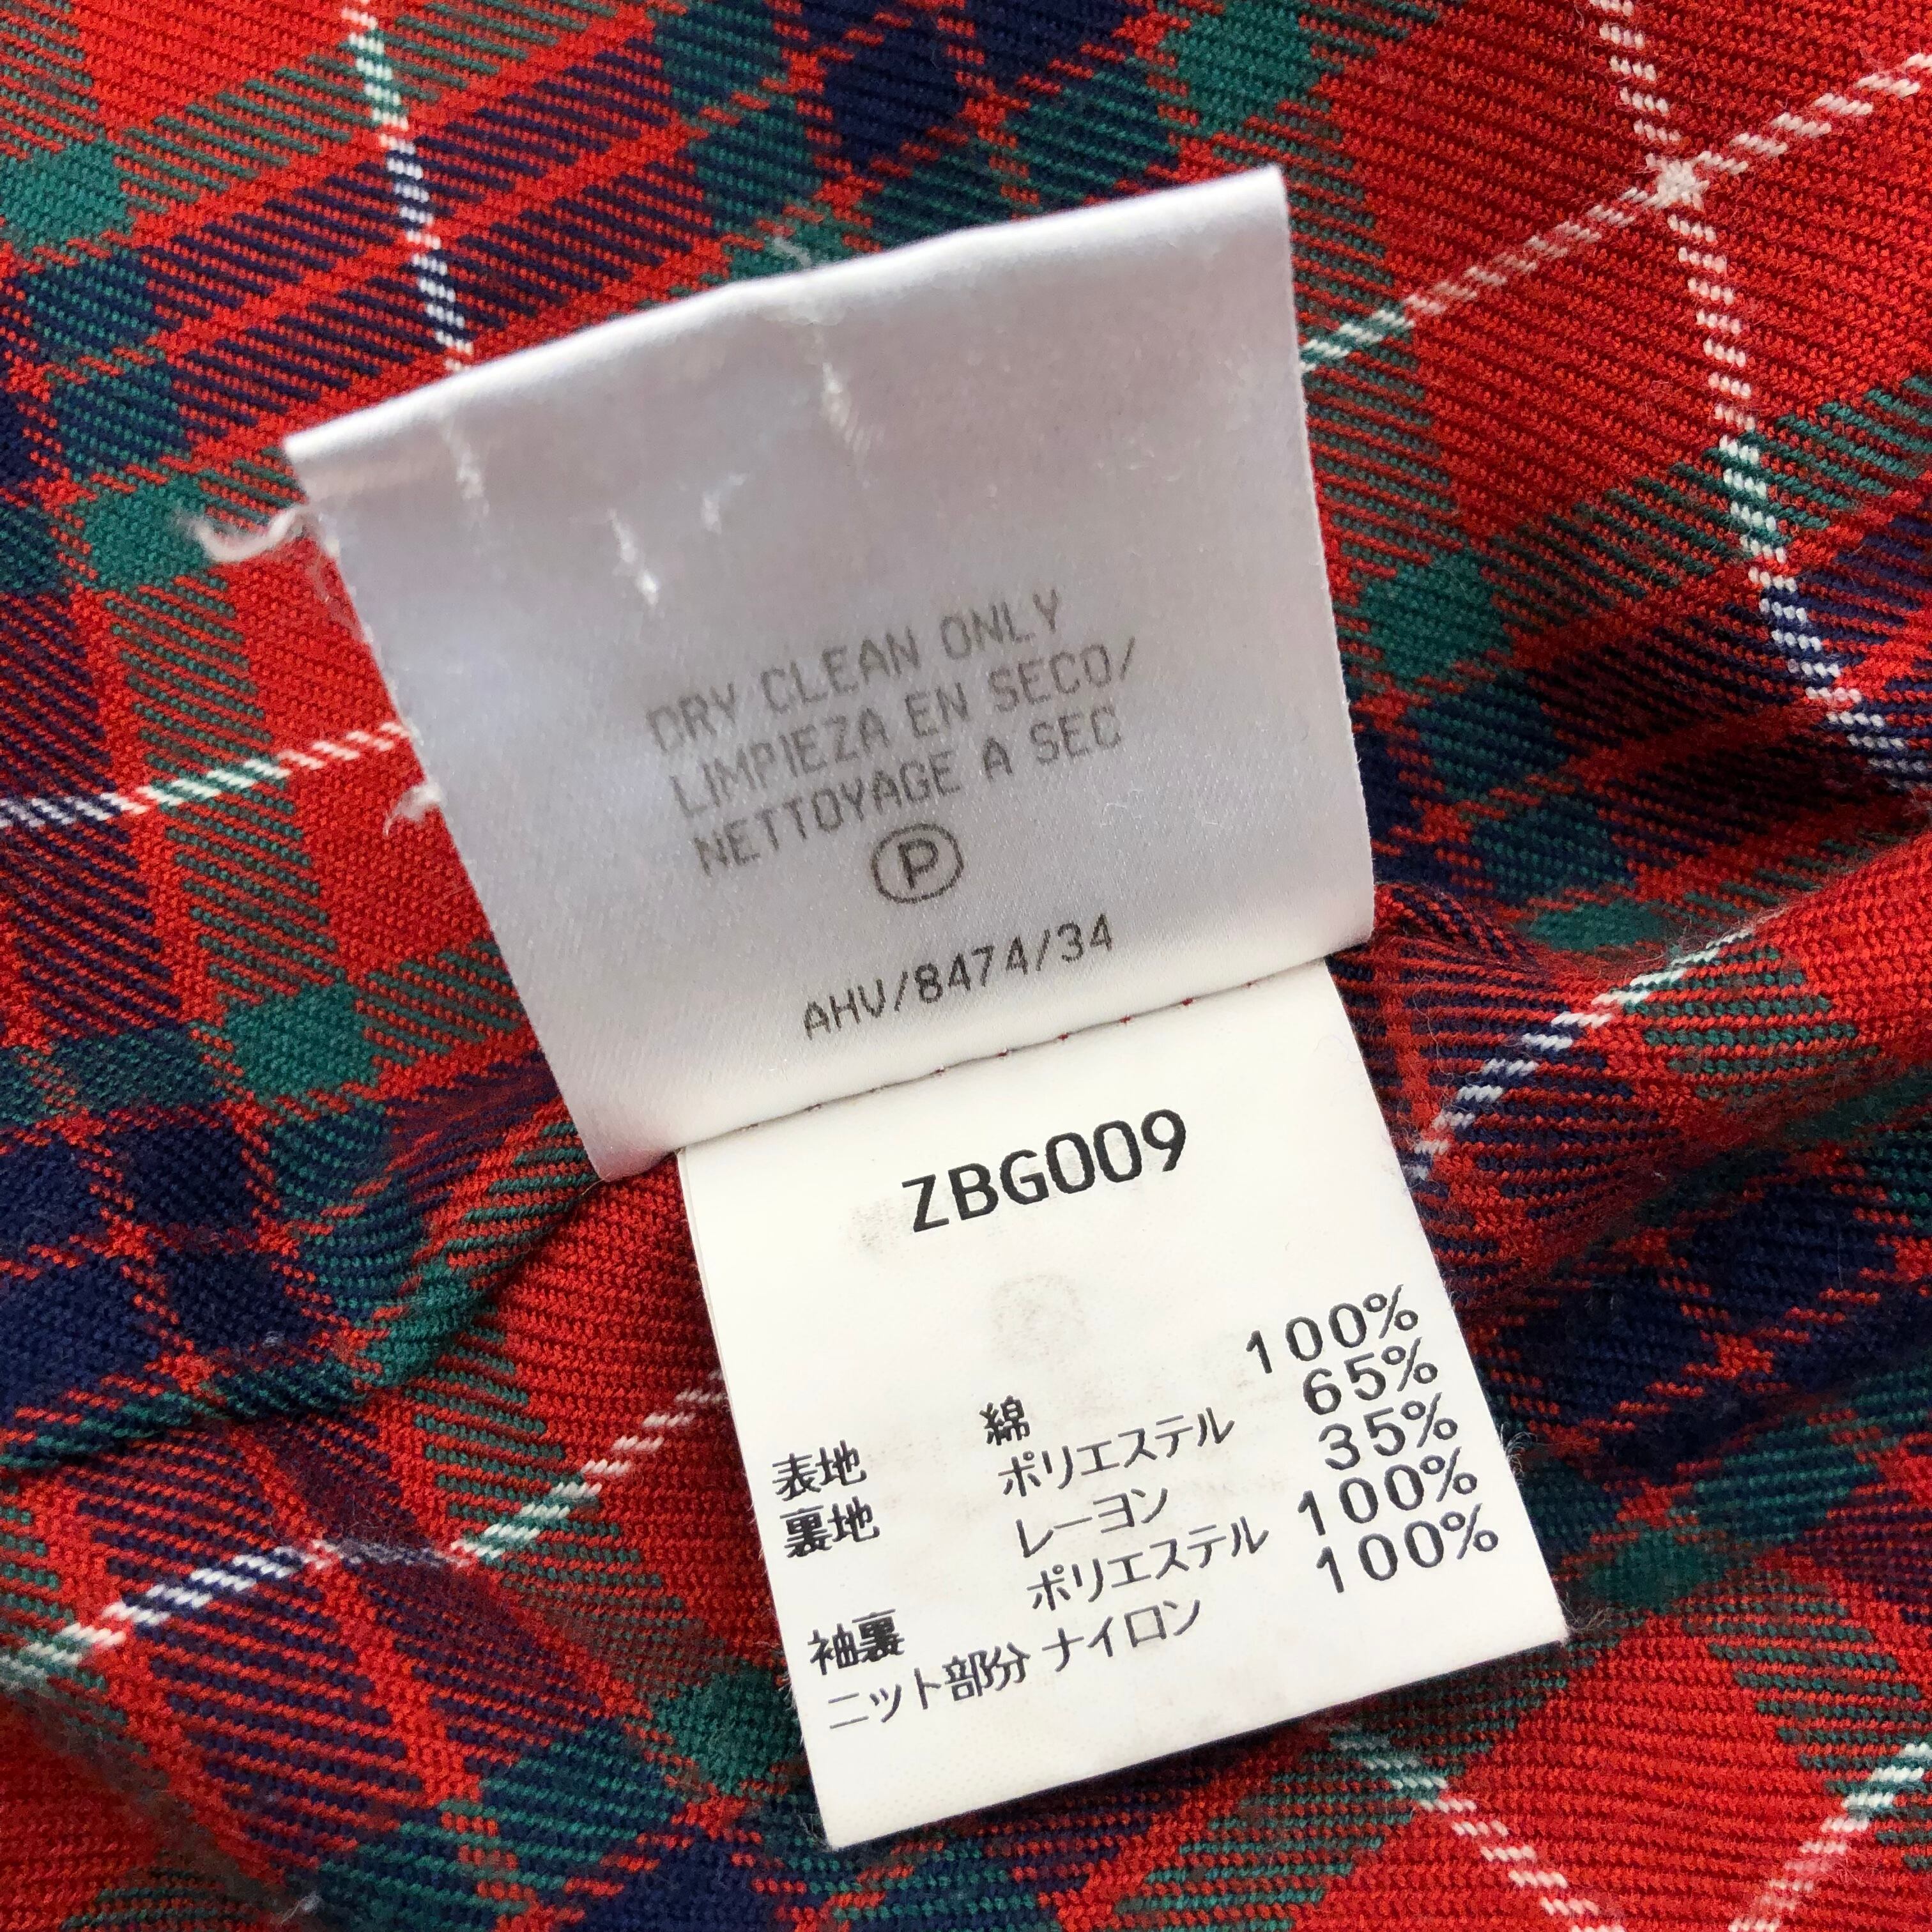 DRY CLEAN ONLY
LIMPIEZA EN SECO/
NETTOYAGE A SEC
P
AHV/8474/34
ZBG009
表地 綿 100%
裏地 ポリエステル 65%
レーヨン 35%
袖裏 ポリエステル 100%
ニット部分 ナイロン 100%